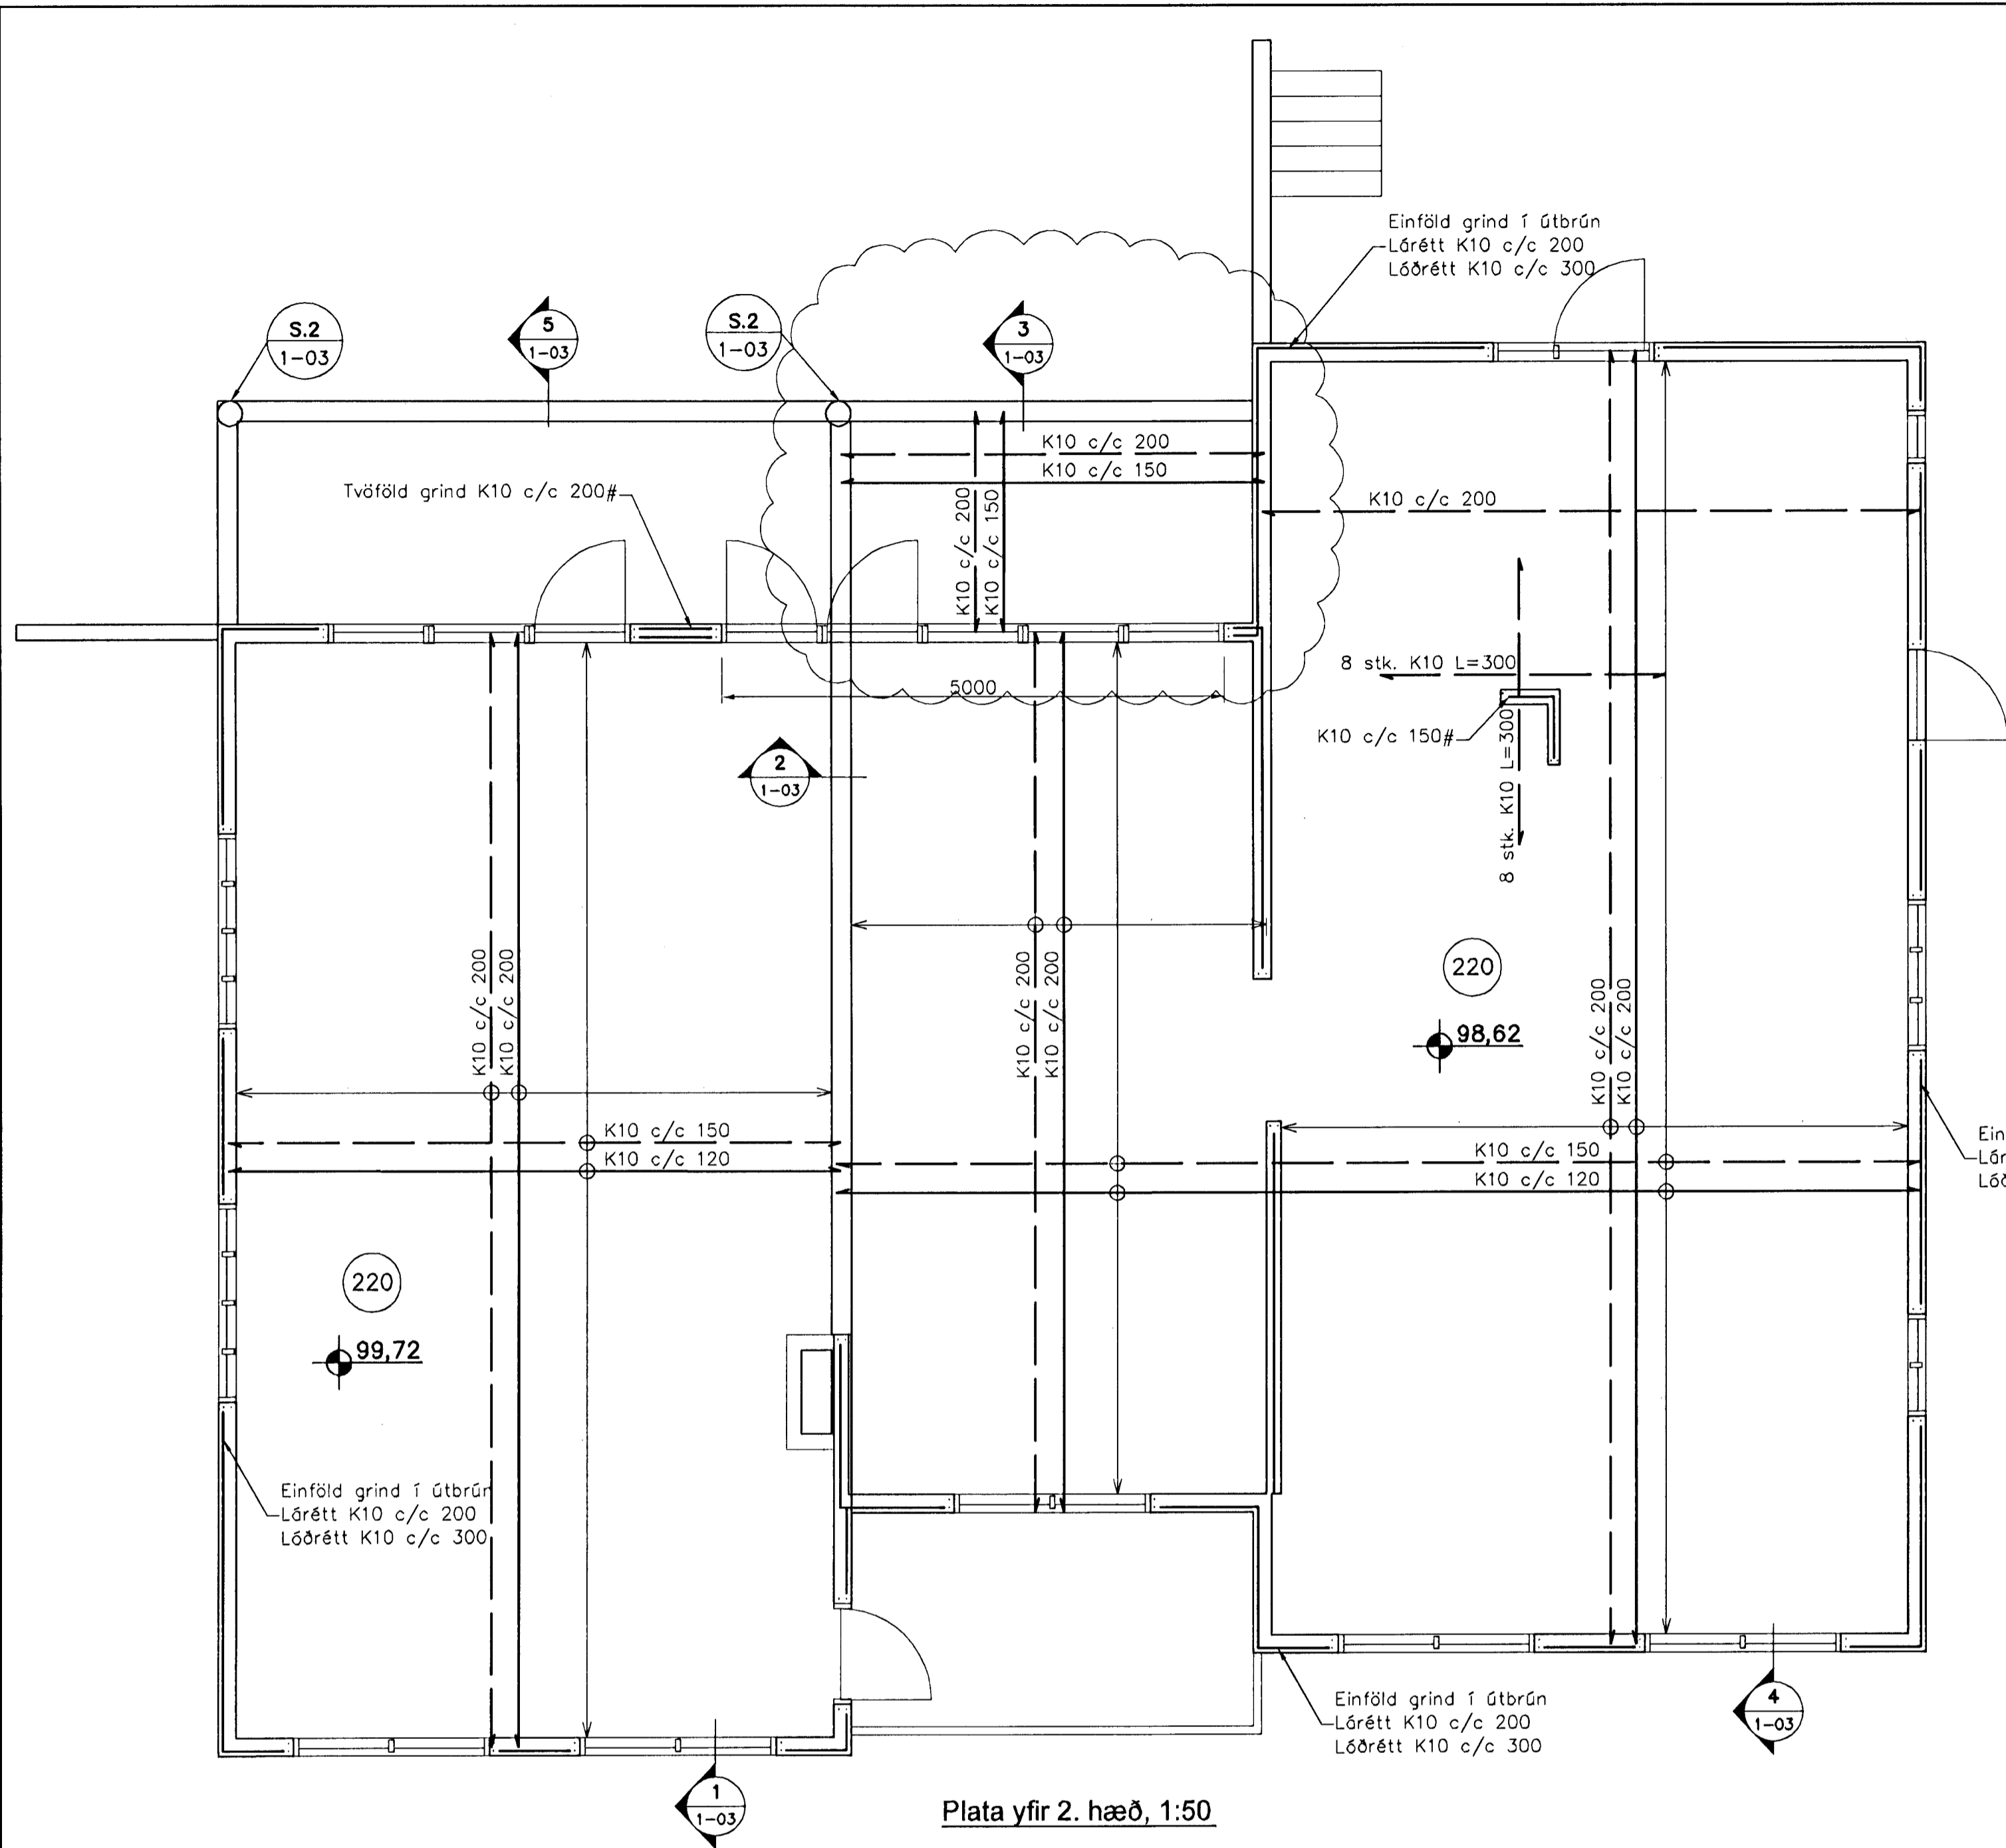 Einföld grind í útbrún
Lárétt K10 c/c 200
Lóðrétt K10 c/c 300
S.2
1-03
5
1-03
S.2
1-03
3
1-03
K10 c/c 200
K10 c/c 150
K10 c/c 200
K10 c/c 150
Tvöföld grind K10 c/c 200#
K10 c/c 200
5000
8 stk. K10 L=300
K10 c/c 150#
8 stk. K10 L=300
2
1-03
K10 c/c 200
K10 c/c 200
K10 c/c 200
K10 c/c 200
220
98,62
K10 c/c 200
K10 c/c 200
K10 c/c 150
K10 c/c 120
K10 c/c 150
K10 c/c 120
220
99,72
Einföld grind í útbrún
Lárétt K10 c/c 200
Lóðrétt K10 c/c 300
Einföld grind í útbrún
Lárétt K10 c/c 200
Lóðrétt K10 c/c 300
4
1-03
1
1-03
Plata yfir 2. hæð, 1:50